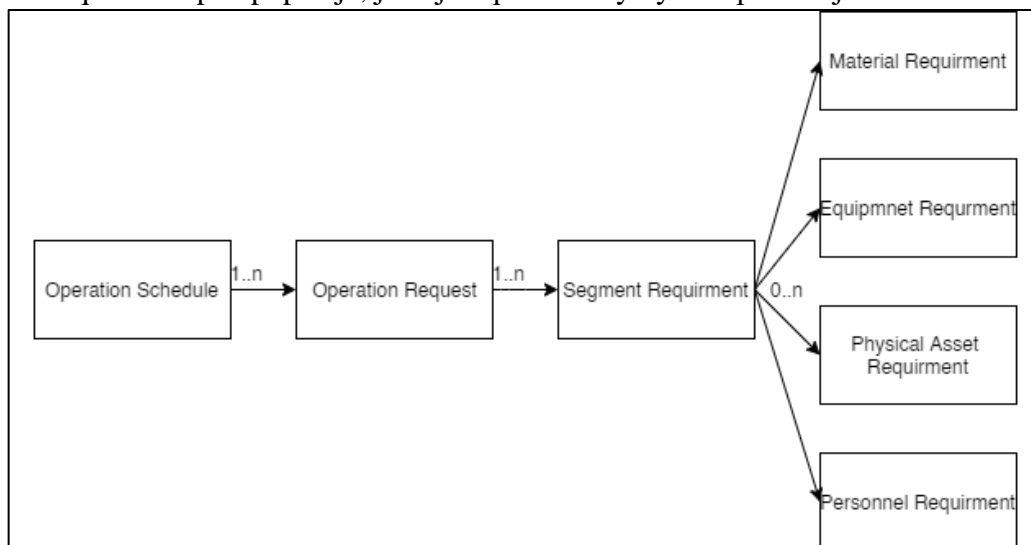 Material Requirment
Equipmnet Requrment
Operation Schedule
1..n
Operation Request
1..n
Segment Requirment
0..n
Physical Asset
Requirment
Personnel Requirment